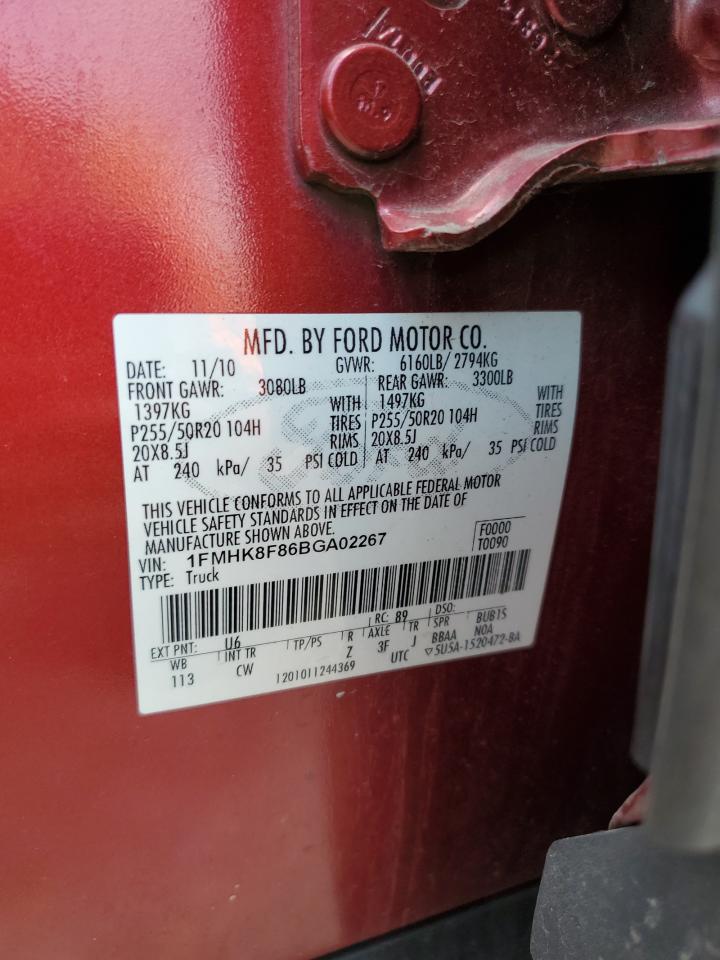 10.9
MFD. BY FORD MOTOR CO.
DATE: 11/10 GVWR: 6160LB/ 2794KG
FRONT GAWR: 3080LB REAR GAWR: 3300LB
1397KG WITH 1497KG WITH
P255/50R20 104H TIRES P255/50R20 104H TIRES
20X8.5J RIMS 20X8.5J RIMS
AT 240 kPa/ 35 PSI COLD AT 240 kPa/ 35 PSI COLD
THIS VEHICLE CONFORMS TO ALL APPLICABLE FEDERAL MOTOR
VEHICLE SAFETY STANDARDS IN EFFECT ON THE DATE OF
MANUFACTURE SHOWN ABOVE.
VIN: 1FMHK8F86BGA02267 F0000
TYPE: Truck T0090
EXT PNT: U6 RC: 89 DSO:
WB INT TR TP/PS R AXLE TR SPR BUB1S
113 CW Z 3F J BBAA NOA
1201011244369 UTC ▽5U5A-1520472-BA